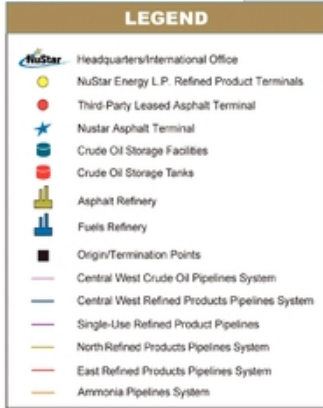 LEGEND
NuStar
Headquarters/International Office
NuStar Energy L.P. Refined Product Terminals
Third-Party Leased Asphalt Terminal
Nustar Asphalt Terminal
Crude Oil Storage Facilities
Crude Oil Storage Tanks
Asphalt Refinery
Fuels Refinery
Origin/Termination Points
Central West Crude Oil Pipelines System
Central West Refined Products Pipelines System
Single-Use Refined Product Pipelines
North Refined Products Pipelines System
East Refined Products Pipelines System
Ammonia Pipelines System